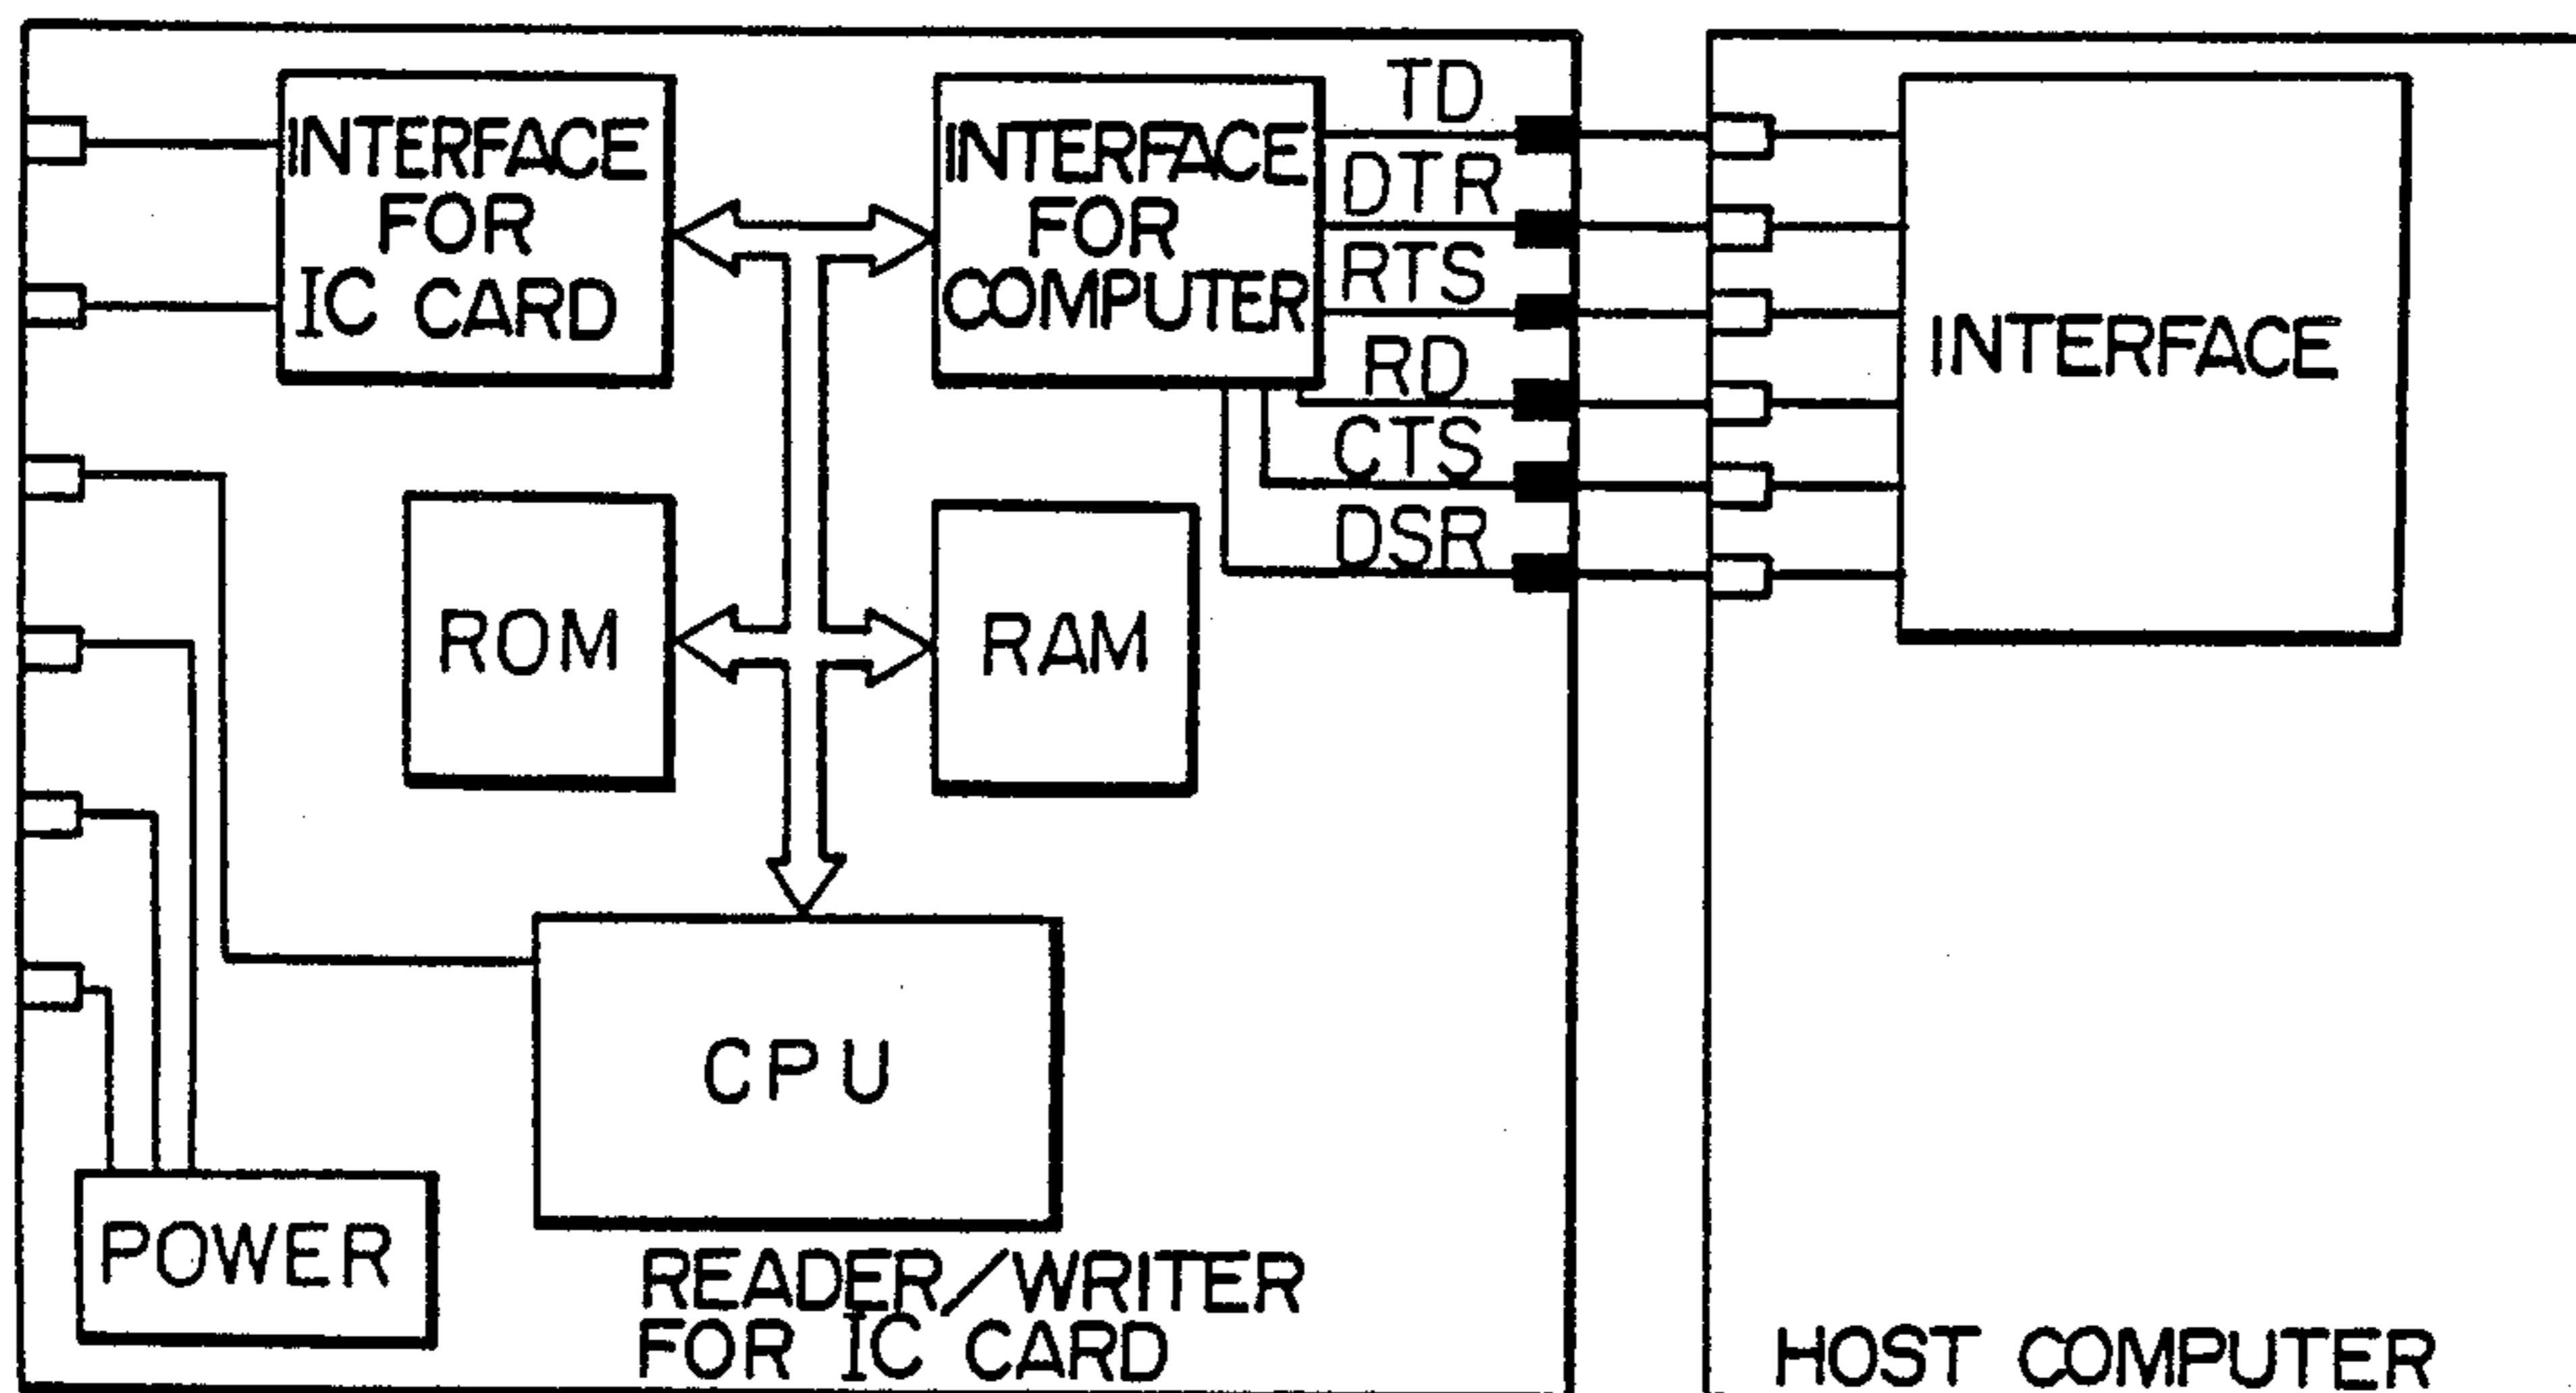 INTERFACE
FOR
IC CARD
INTERFACE
FOR
COMPUTER
TD
DTR
RTS
RD
CTS
DSR
INTERFACE
ROM
RAM
CPU
POWER
READER/WRITER
FOR IC CARD
HOST COMPUTER